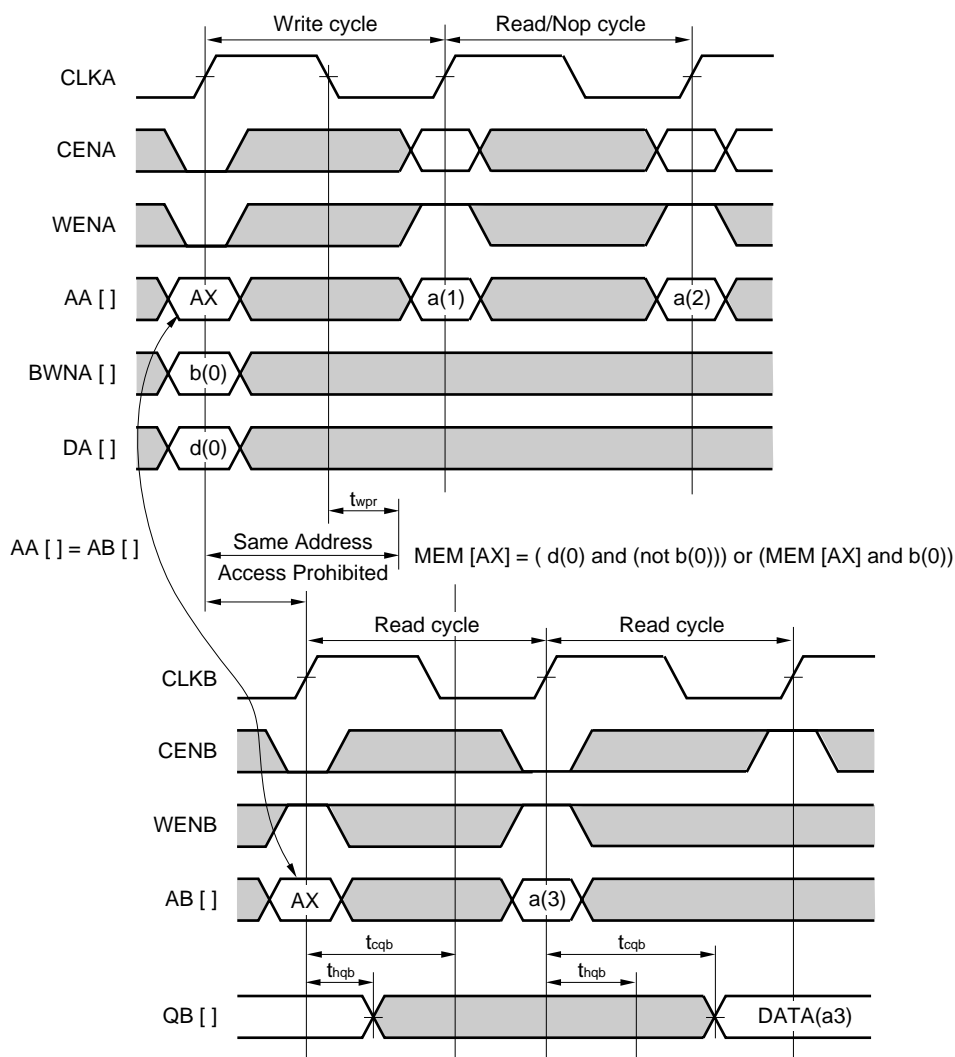 Write cycle Read/Nop cycle
CLKA
CENA
WENA
AA [ ] AX a(1) a(2)
BWNA [ ] b(0)
DA [ ] d(0)
twpr
AA [ ] = AB [ ] Same Address
Access Prohibited
MEM [AX] = ( d(0) and (not b(0))) or (MEM [AX] and b(0))
Read cycle Read cycle
CLKB
CENB
WENB
AB [ ] AX a(3)
tcqb tcqb
thqb thqb
QB [ ] DATA(a3)